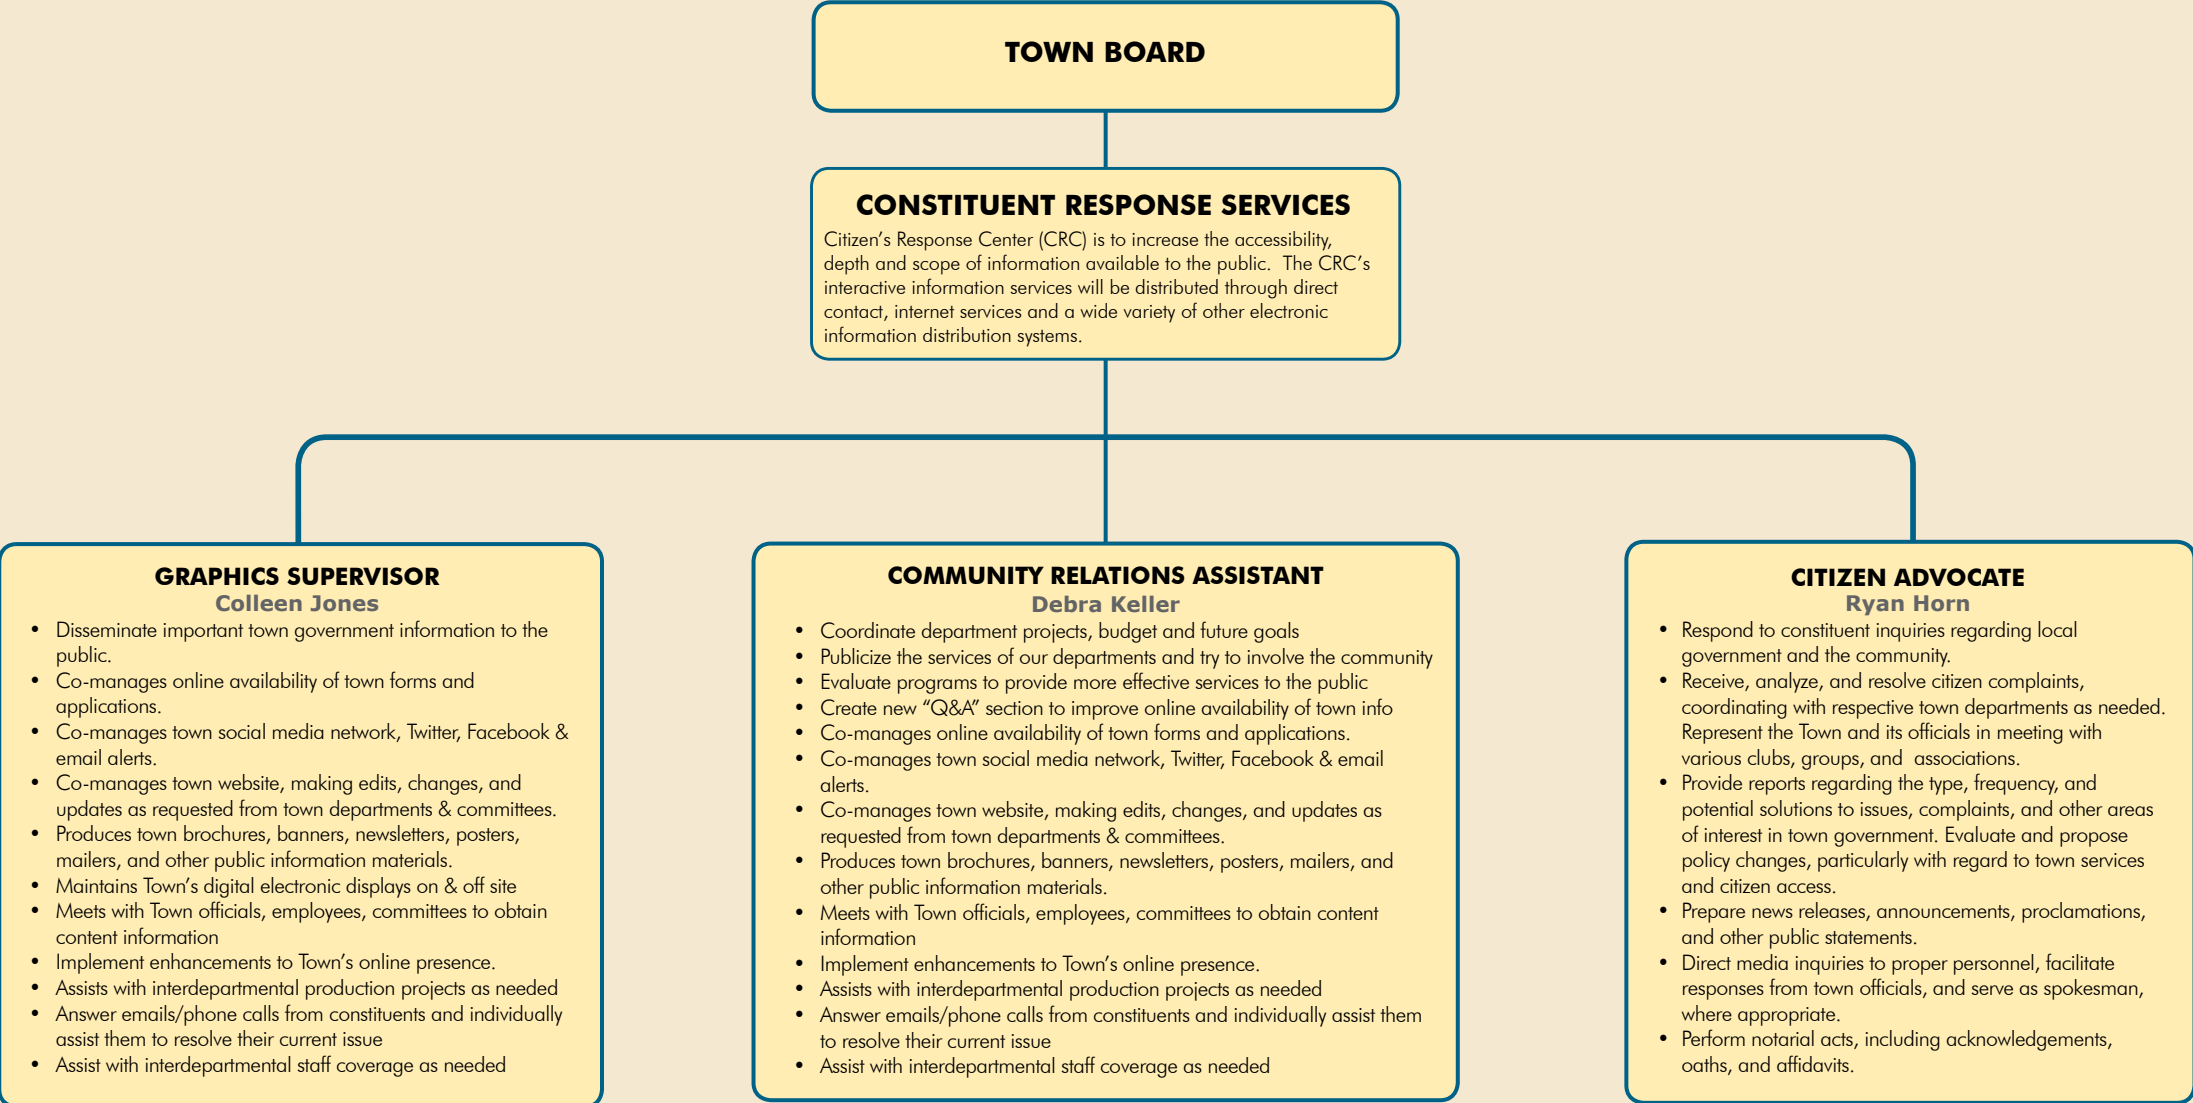 TOWN BOARD
CONSTITUENT RESPONSE SERVICES
Citizen’s Response Center (CRC) is to increase the accessibility,
depth and scope of information available to the public.  The CRC’s
interactive information services will be distributed through direct
contact, internet services and a wide variety of other electronic
information distribution systems.
GRAPHICS SUPERVISOR
Colleen Jones
• Disseminate important town government information to the
public.
• Co-manages online availability of town forms and
applications.
• Co-manages town social media network, Twitter, Facebook &
email alerts.
• Co-manages town website, making edits, changes, and
updates as requested from town departments & committees.
• Produces town brochures, banners, newsletters, posters,
mailers, and other public information materials.
• Maintains Town’s digital electronic displays on & off site
• Meets with Town officials, employees, committees to obtain
content information
• Implement enhancements to Town’s online presence.
• Assists with interdepartmental production projects as needed
• Answer emails/phone calls from constituents and individually
assist them to resolve their current issue
• Assist with interdepartmental staff coverage as needed
COMMUNITY RELATIONS ASSISTANT
Debra Keller
• Coordinate department projects, budget and future goals
• Publicize the services of our departments and try to involve the community
• Evaluate programs to provide more effective services to the public
• Create new “Q&A” section to improve online availability of town info
• Co-manages online availability of town forms and applications.
• Co-manages town social media network, Twitter, Facebook & email
alerts.
• Co-manages town website, making edits, changes, and updates as
requested from town departments & committees.
• Produces town brochures, banners, newsletters, posters, mailers, and
other public information materials.
• Meets with Town officials, employees, committees to obtain content
information
• Implement enhancements to Town’s online presence.
• Assists with interdepartmental production projects as needed
• Answer emails/phone calls from constituents and individually assist them
to resolve their current issue
• Assist with interdepartmental staff coverage as needed
CITIZEN ADVOCATE
Ryan Horn
• Respond to constituent inquiries regarding local
government and the community.
• Receive, analyze, and resolve citizen complaints,
coordinating with respective town departments as needed.
Represent the Town and its officials in meeting with
various clubs, groups, and  associations.
• Provide reports regarding the type, frequency, and
potential solutions to issues, complaints, and other areas
of interest in town government. Evaluate and propose
policy changes, particularly with regard to town services
and citizen access.
• Prepare news releases, announcements, proclamations,
and other public statements.
• Direct media inquiries to proper personnel, facilitate
responses from town officials, and serve as spokesman,
where appropriate.
• Perform notarial acts, including acknowledgements,
oaths, and affidavits.